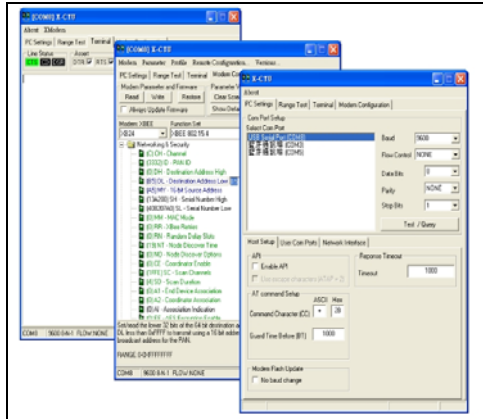 [COM8] X-CTU
About XModem...
PC Settings Range Test Terminal
Line Status Assert
CTS CD DSR DTR RTS
COM8 9600 8-N-1 FLOW:NONE
[COM8] X-CTU
Modem Parameter Profile Remote Configuration... Versions...
PC Settings Range Test Terminal Modem
Modem Parameter and Firmware Parameter
Read Write Restore Clear Screen
Always Update Firmware Show
Modem: XBEE Function Set
XB24 XBEE 802.15.4
Networking & Security
(C) CH - Channel
(3332) ID - PAN ID
(0) DH - Destination Address High
DL - Destination Address Low
MY - 16-bit Source Address
(13A200) SH - Serial Number High
SL - Serial Number Low
(0) MM - MAC Mode
(0) RR - XBee Retries
(0) RN - Random Delay Slots
(19) NT - Node Discover Time
(0) NO - Node Discover Options
(0) CE - Coordinator Enable
(1FFE) SC - Scan Channels
(4) SD - Scan Duration
(0) A1 - End Device Association
(0) A2 - Coordinator Association
(0) AI - Association Indication
(0) EE - AES Encryption Enable
Set/read the lower 32 bits of the 64 bit destination
DL less than 0xFFFF to transmit using a 16 bit
broadcast address for the PAN.
RANGE: 0-0XFFFFFFFF
COM8 9600 8-N-1 FLOW:NONE
X-CTU
About
PC Settings Range Test Terminal Modem Configuration
Com Port Setup
Select Com Port
USB Serial Port (COM8)
(COM3)
(COM5)
Baud 9600
Flow Control NONE
Data Bits 8
Parity NONE
Stop Bits 1
Test / Query
Host Setup User Com Ports Network Interface
API
Enable API
Use escape characters (ATAP = 2)
Reponse Timeout
Timeout 1000
AT command Setup
ASCII Hex
Command Character (CC) + 2B
Guard Time Before (BT) 1000
Modem Flash Update
No baud change